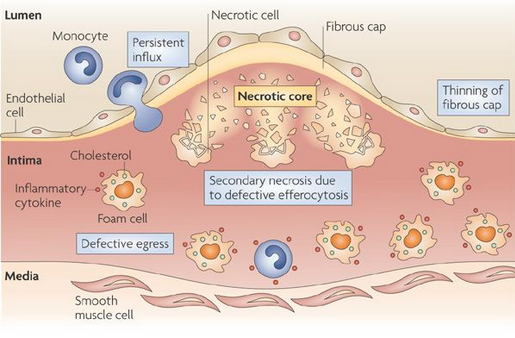 Lumen
Necrotic cell
Fibrous cap
Monocyte
Persistent
influx
Endothelial
cell
Necrotic core
Thinning of
fibrous cap
Intima
Cholesterol
Inflammatory
cytokine
Foam cell
Secondary necrosis due
to defective efferocytosis
Defective egress
Media
Smooth
muscle cell